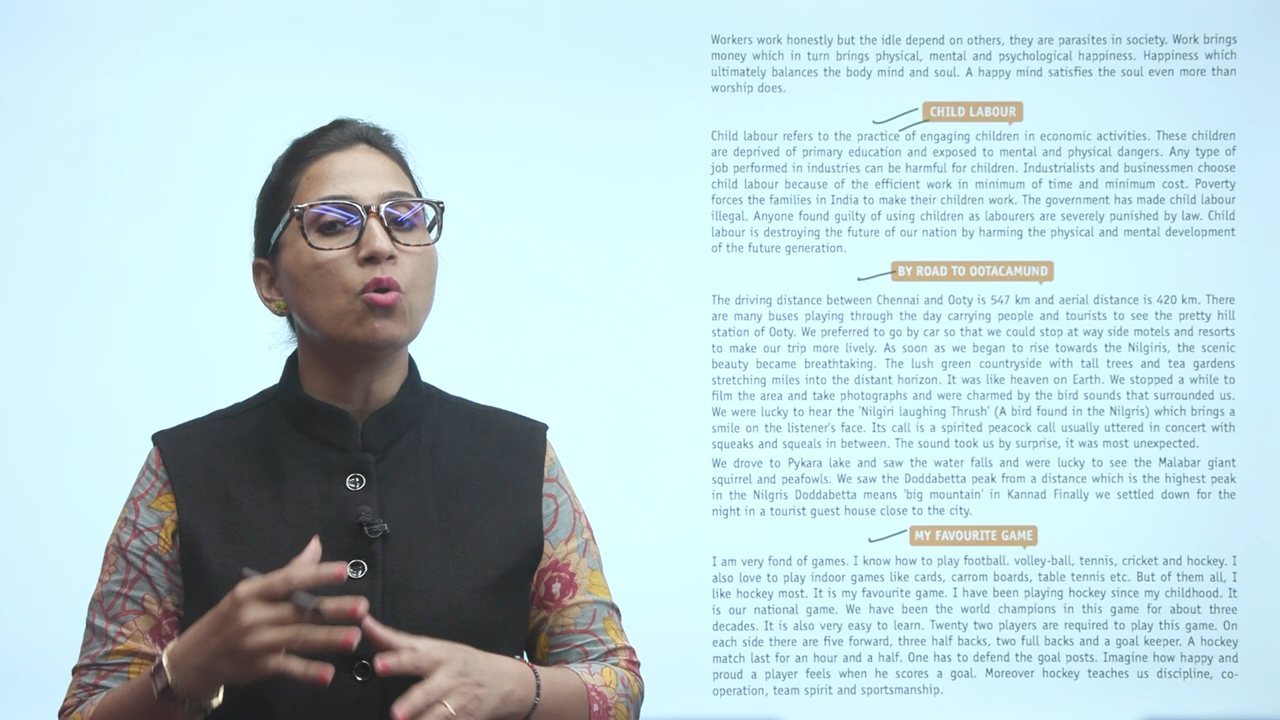 Workers work honestly but the idle depend on others, they are parasites in society. Work brings
money which in turn brings physical, mental and psychological happiness. Happiness which
ultimately balances the body mind and soul. A happy mind satisfies the soul even more than
worship does.
CHILD LABOUR
Child labour refers to the practice of engaging children in economic activities. These children
are deprived of primary education and exposed to mental and physical dangers. Any type of
job performed in industries can be harmful for children. Industrialists and businessmen choose
child labour because of the efficient work in minimum of time and minimum cost. Poverty
forces the families in India to make their children work. The government has made child labour
illegal. Anyone found guilty of using children as labourers are severely punished by law. Child
labour is destroying the future of our nation by harming the physical and mental development
of the future generation.
BY ROAD TO OOTACAMUND
The driving distance between Chennai and Ooty is 547 km and aerial distance is 420 km. There
are many buses playing through the day carrying people and tourists to see the pretty hill
station of Ooty. We preferred to go by car so that we could stop at way side motels and resorts
to make our trip more lively. As soon as we began to rise towards the Nilgiris, the scenic
beauty became breathtaking. The lush green countryside with tall trees and tea gardens
stretching miles into the distant horizon. It was like heaven on Earth. We stopped a while to
film the area and take photographs and were charmed by the bird sounds that surrounded us.
We were lucky to hear the 'Nilgiri laughing Thrush' (A bird found in the Nilgris) which brings a
smile on the listener's face. Its call is a spirited peacock call usually uttered in concert with
squeaks and squeals in between. The sound took us by surprise, it was most unexpected.
We drove to Pykara lake and saw the water falls and were lucky to see the Malabar giant
squirrel and peafowls. We saw the Doddabetta peak from a distance which is the highest peak
in the Nilgris Doddabetta means 'big mountain' in Kannad Finally we settled down for the
night in a tourist guest house close to the city.
MY FAVOURITE GAME
I am very fond of games. I know how to play football. volley-ball, tennis, cricket and hockey. I
also love to play indoor games like cards, carrom boards, table tennis etc. But of them all, I
like hockey most. It is my favourite game. I have been playing hockey since my childhood. It
is our national game. We have been the world champions in this game for about three
decades. It is also very easy to learn. Twenty two players are required to play this game. On
each side there are five forward, three half backs, two full backs and a goal keeper. A hockey
match last for an hour and a half. One has to defend the goal posts. Imagine how happy and
proud a player feels when he scores a goal. Moreover hockey teaches us discipline, co-
operation, team spirit and sportsmanship.